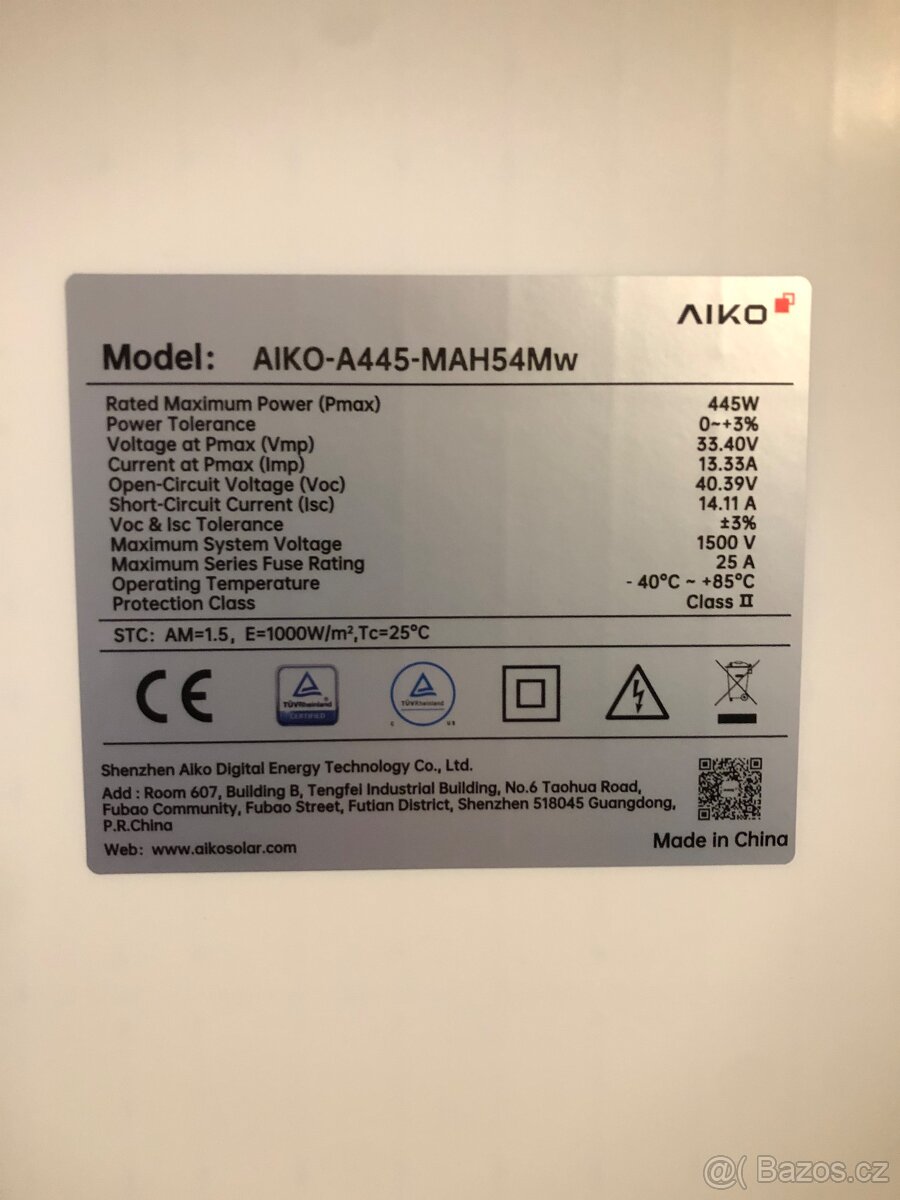 AIKO
Model: AIKO-A445-MAH54Mw
Rated Maximum Power (Pmax) 445W
Power Tolerance 0~+3%
Voltage at Pmax (Vmp) 33.40V
Current at Pmax (Imp) 13.33A
Open-Circuit Voltage (Voc) 40.39V
Short-Circuit Current (Isc) 14.11 A
Voc & Isc Tolerance ±3%
Maximum System Voltage 1500 V
Maximum Series Fuse Rating 25 A
Operating Temperature - 40°C ~ +85°C
Protection Class Class II
STC: AM=1.5, E=1000W/m²,Tc=25°C
CE
TÜVRheinland
CERTIFIED
TÜVRheinland
C US
Shenzhen Aiko Digital Energy Technology Co., Ltd.
Add : Room 607, Building B, Tengfei Industrial Building, No.6 Taohua Road,
Fubao Community, Fubao Street, Futian District, Shenzhen 518045 Guangdong,
P.R.China
Web: www.aikosolar.com
Made in China
@( Bazos.cz